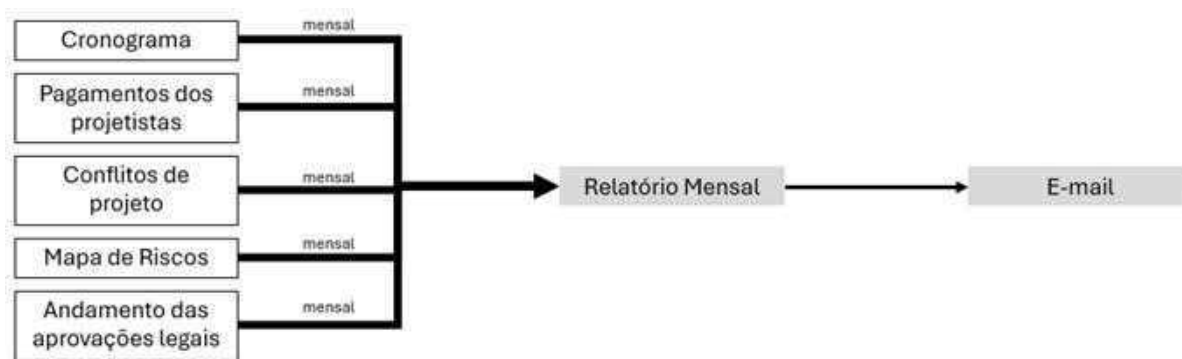 mensal
Cronograma
mensal
Pagamentos dos
projetistas
mensal
Conflitos de
projeto
mensal
Mapa de Riscos
mensal
Andamento das
aprovações legais
Relatório Mensal
E-mail